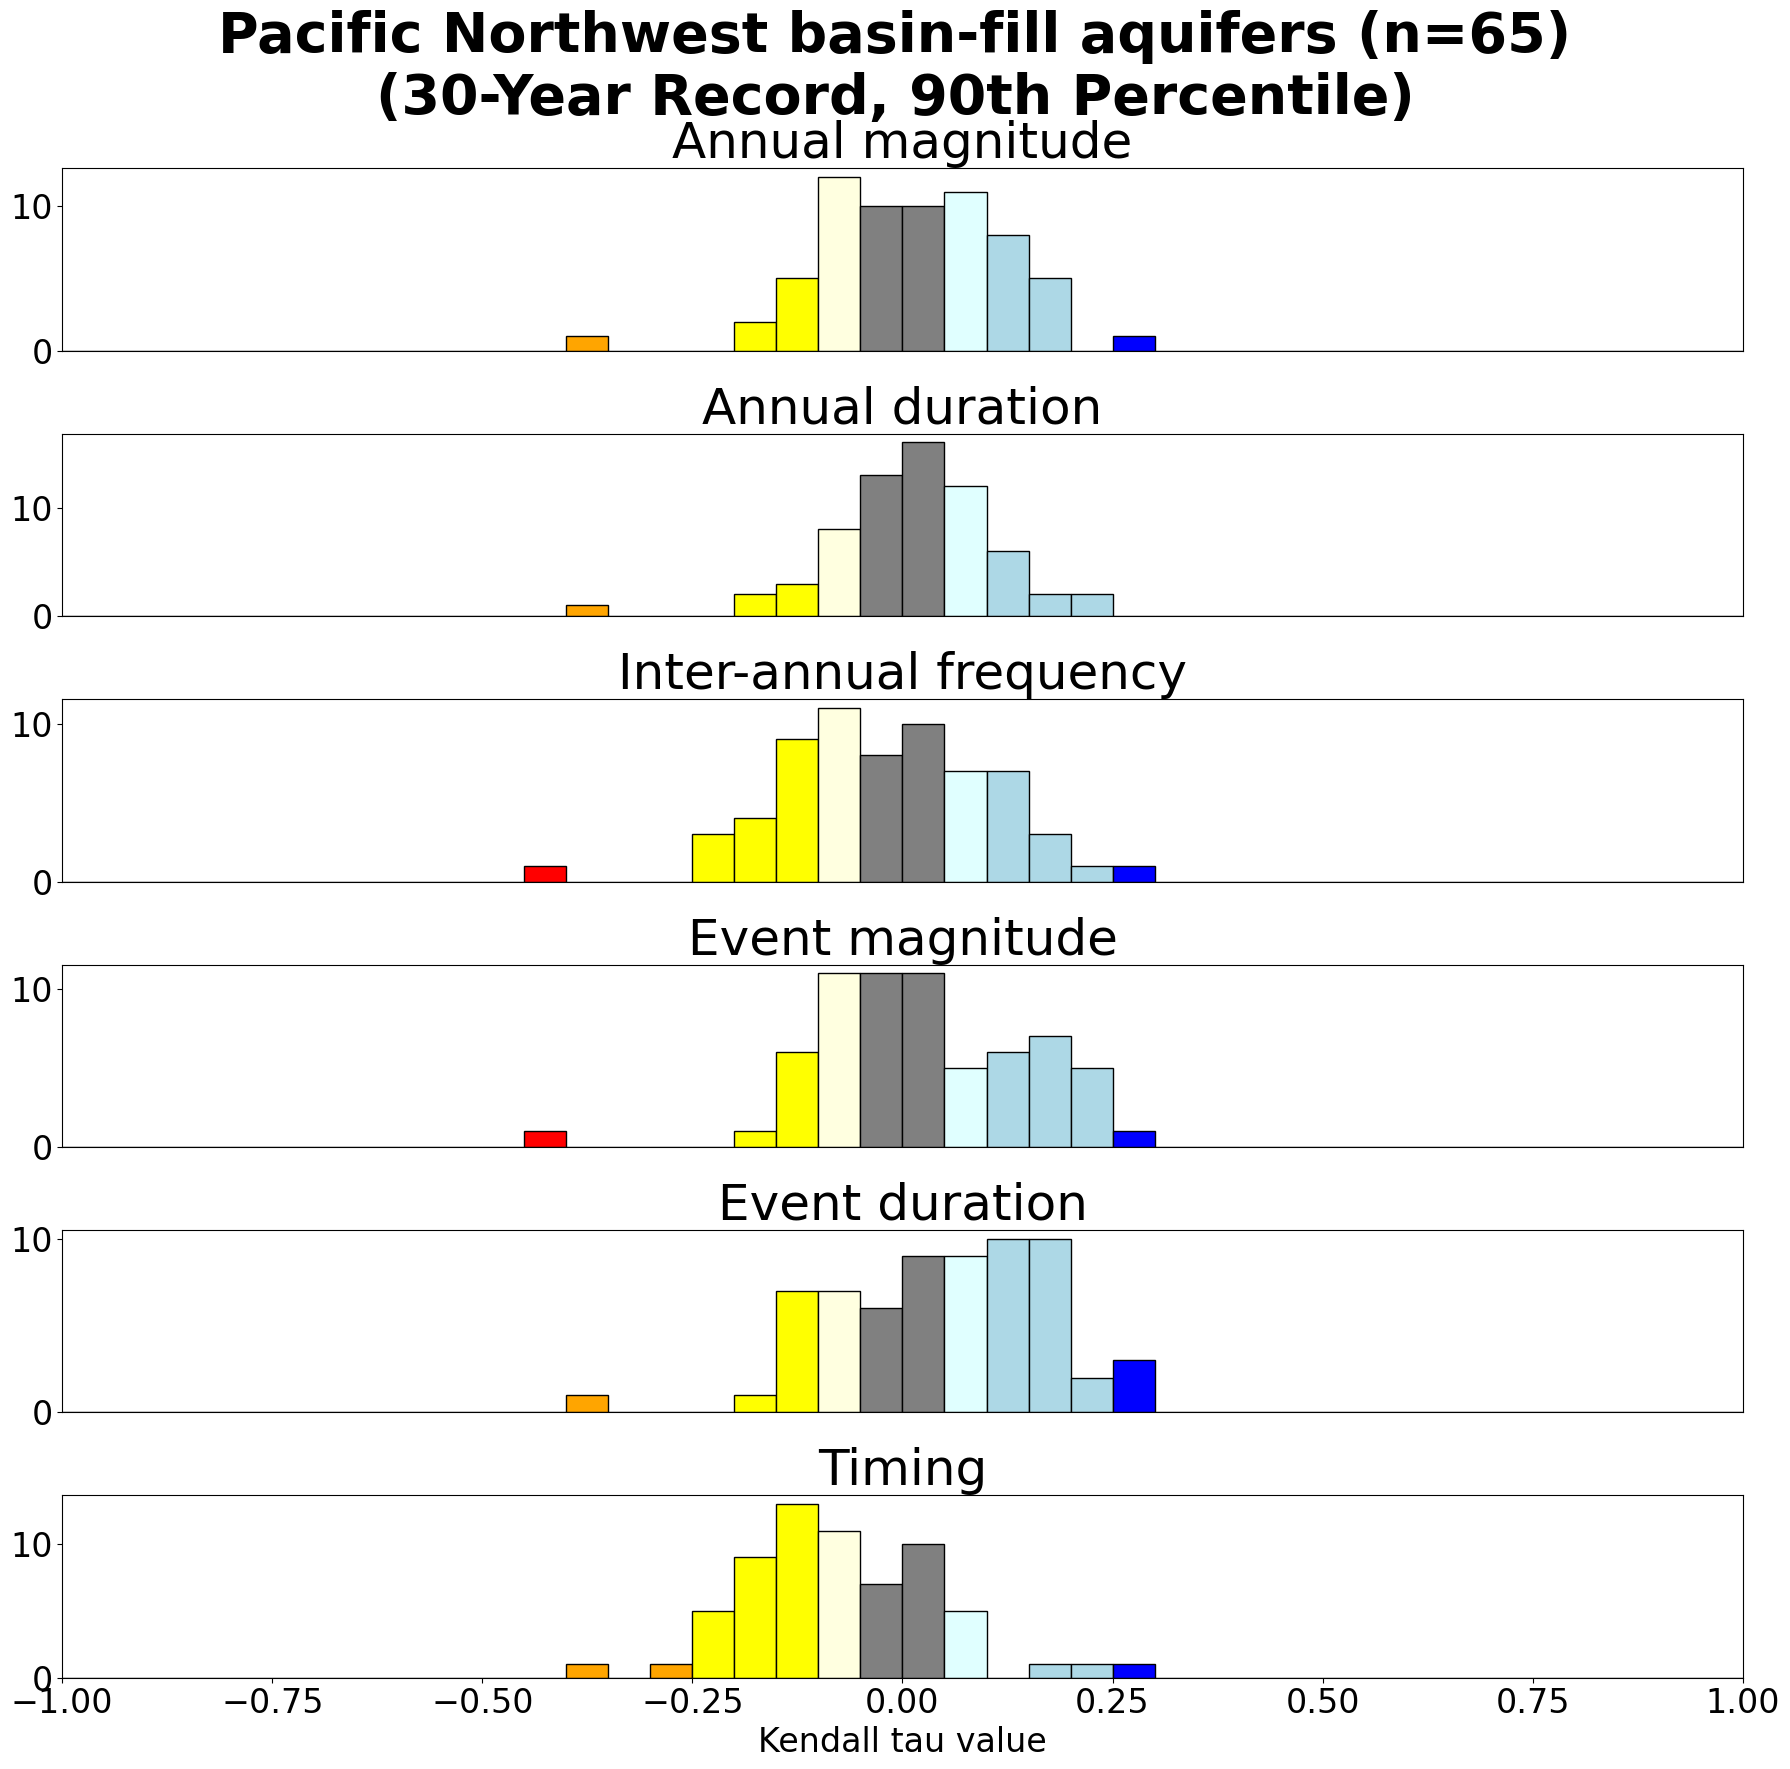 Pacific Northwest basin-fill aquifers (n=65)
(30-Year Record, 90th Percentile)
Annual magnitude
10
0
Annual duration
10
0
Inter-annual frequency
10
0
Event magnitude
10
0
Event duration
10
0
Timing
10
0
−1.00 −0.75 −0.50 −0.25 0.00 0.25 0.50 0.75 1.00
Kendall tau value